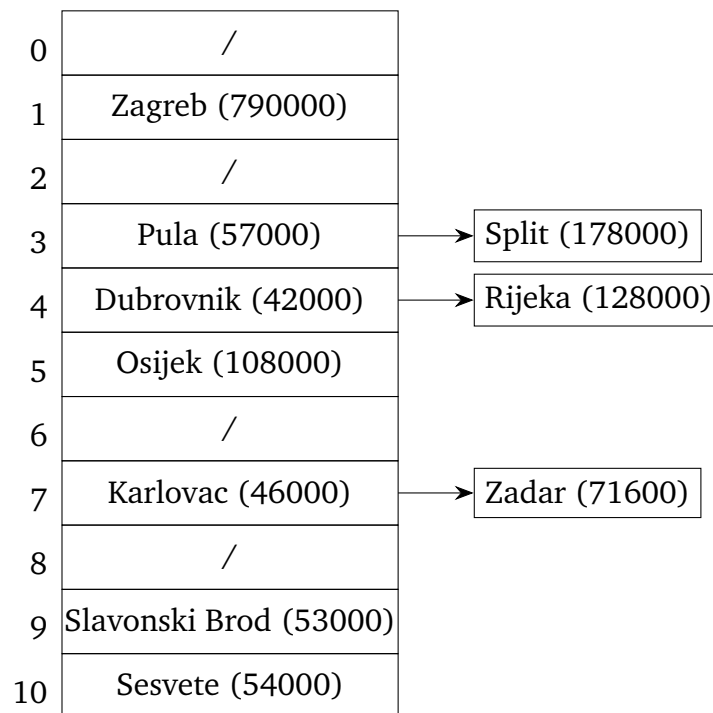 0 /
1 Zagreb (790000)
2 /
3 Pula (57000) Split (178000)
4 Dubrovnik (42000) Rijeka (128000)
5 Osijek (108000)
6 /
7 Karlovac (46000) Zadar (71600)
8 /
9 Slavonski Brod (53000)
10 Sesvete (54000)